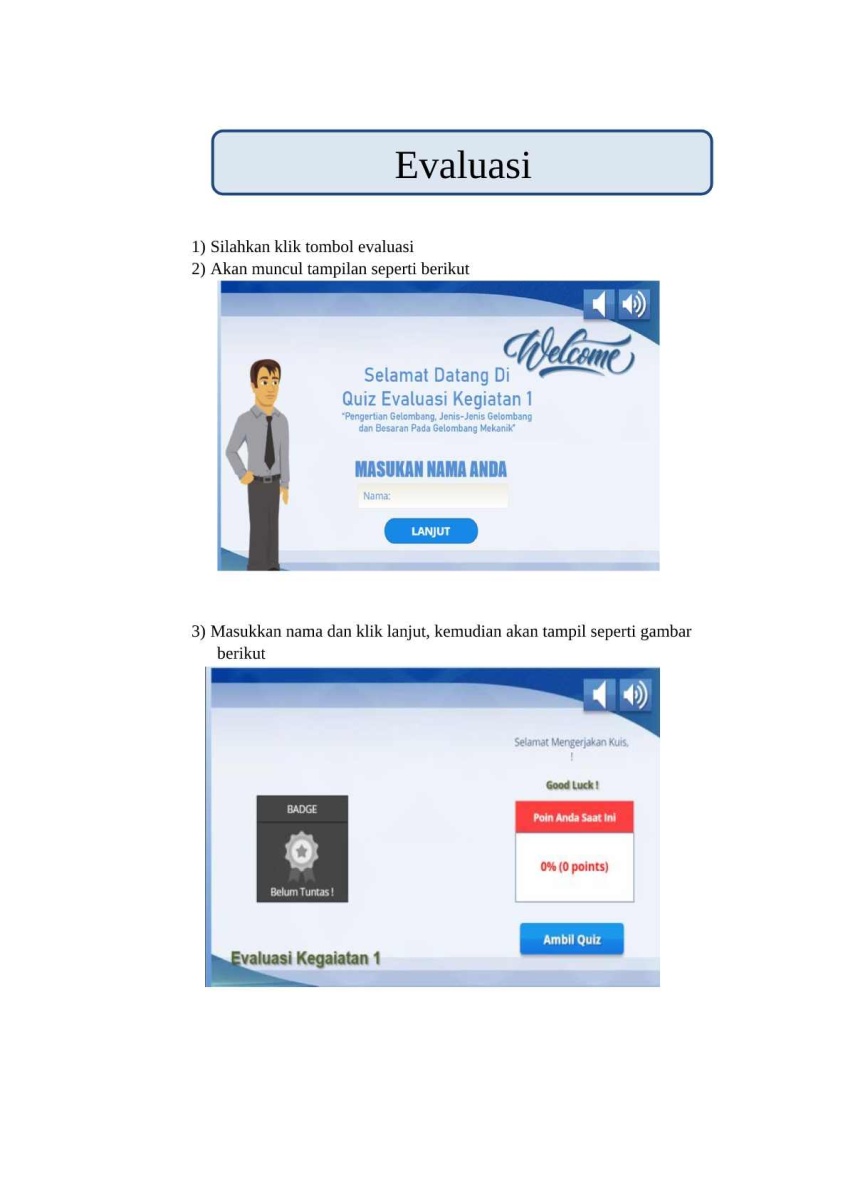 Evaluasi
1) Silahkan klik tombol evaluasi
2) Akan muncul tampilan seperti berikut
Welcome
Selamat Datang Di
Quiz Evaluasi Kegiatan 1
"Pengertian Gelombang, Jenis-Jenis Gelombang
dan Besaran Pada Gelombang Mekanik"
MASUKAN NAMA ANDA
Nama:
LANJUT
3) Masukkan nama dan klik lanjut, kemudian akan tampil seperti gambar
berikut
Selamat Mengerjakan Kuis,
!
Good Luck !
BADGE
Poin Anda Saat Ini
0% (0 points)
Belum Tuntas !
Ambil Quiz
Evaluasi Kegaiatan 1